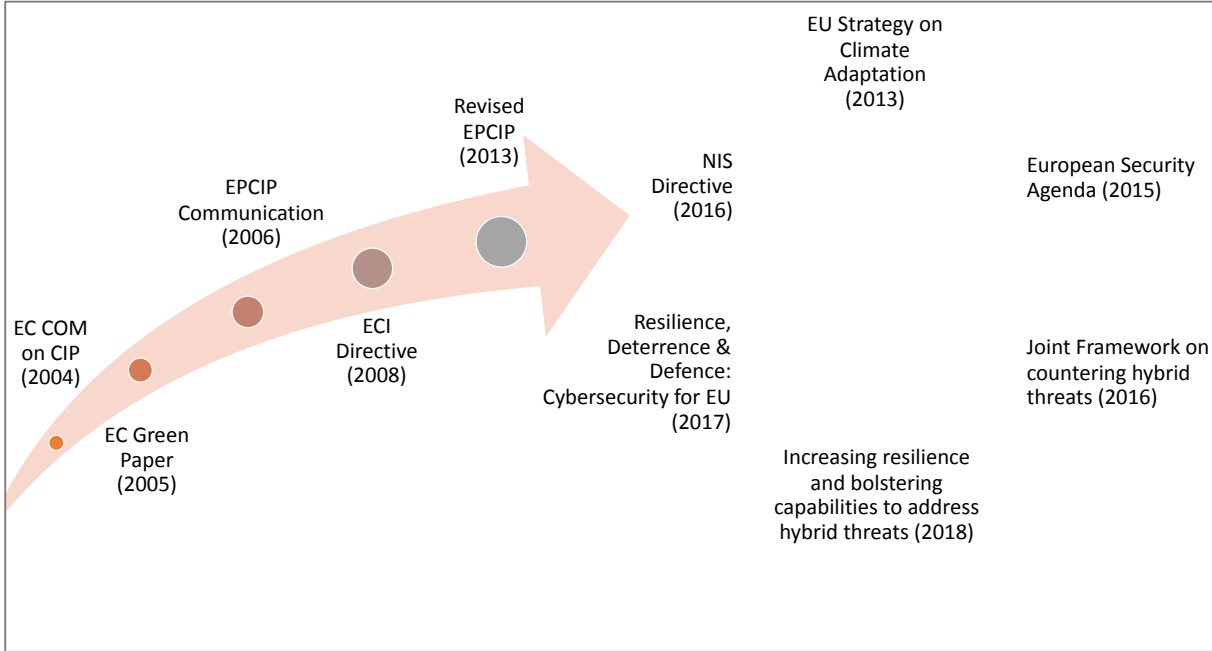 EC COM
on CIP
(2004)
EC Green
Paper
(2005)
EPCIP
Communication
(2006)
ECI
Directive
(2008)
Revised
EPCIP
(2013)
EU Strategy on
Climate
Adaptation
(2013)
European Security
Agenda (2015)
Joint Framework on
countering hybrid
threats (2016)
Increasing resilience
and bolstering
capabilities to address
hybrid threats (2018)
Resilience,
Deterrence &
Defence:
Cybersecurity for EU
(2017)
NIS
Directive
(2016)